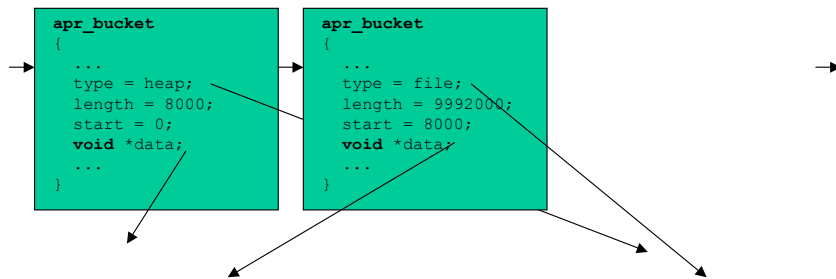 apr_bucket
{
...
type = heap;
length = 8000;
start = 0;
void *data;
...
}
apr_bucket
{
...
type = file;
length = 9992000;
start = 8000;
void *data;
...
}